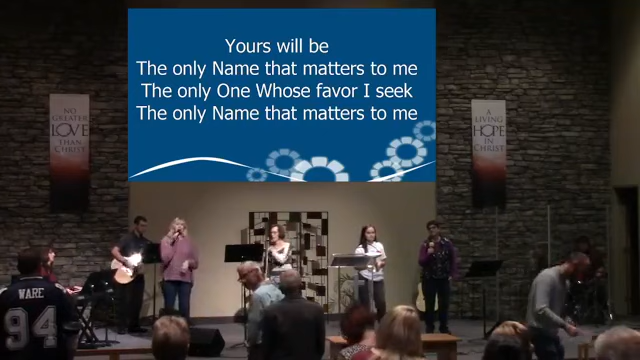 Yours will be
The only Name that matters to me
The only One Whose favor I seek
The only Name that matters to me
NO
GREATER
LOVE
THAN
CHRIST
A
LIVING
HOPE
IN
CHRIST
WARE
94